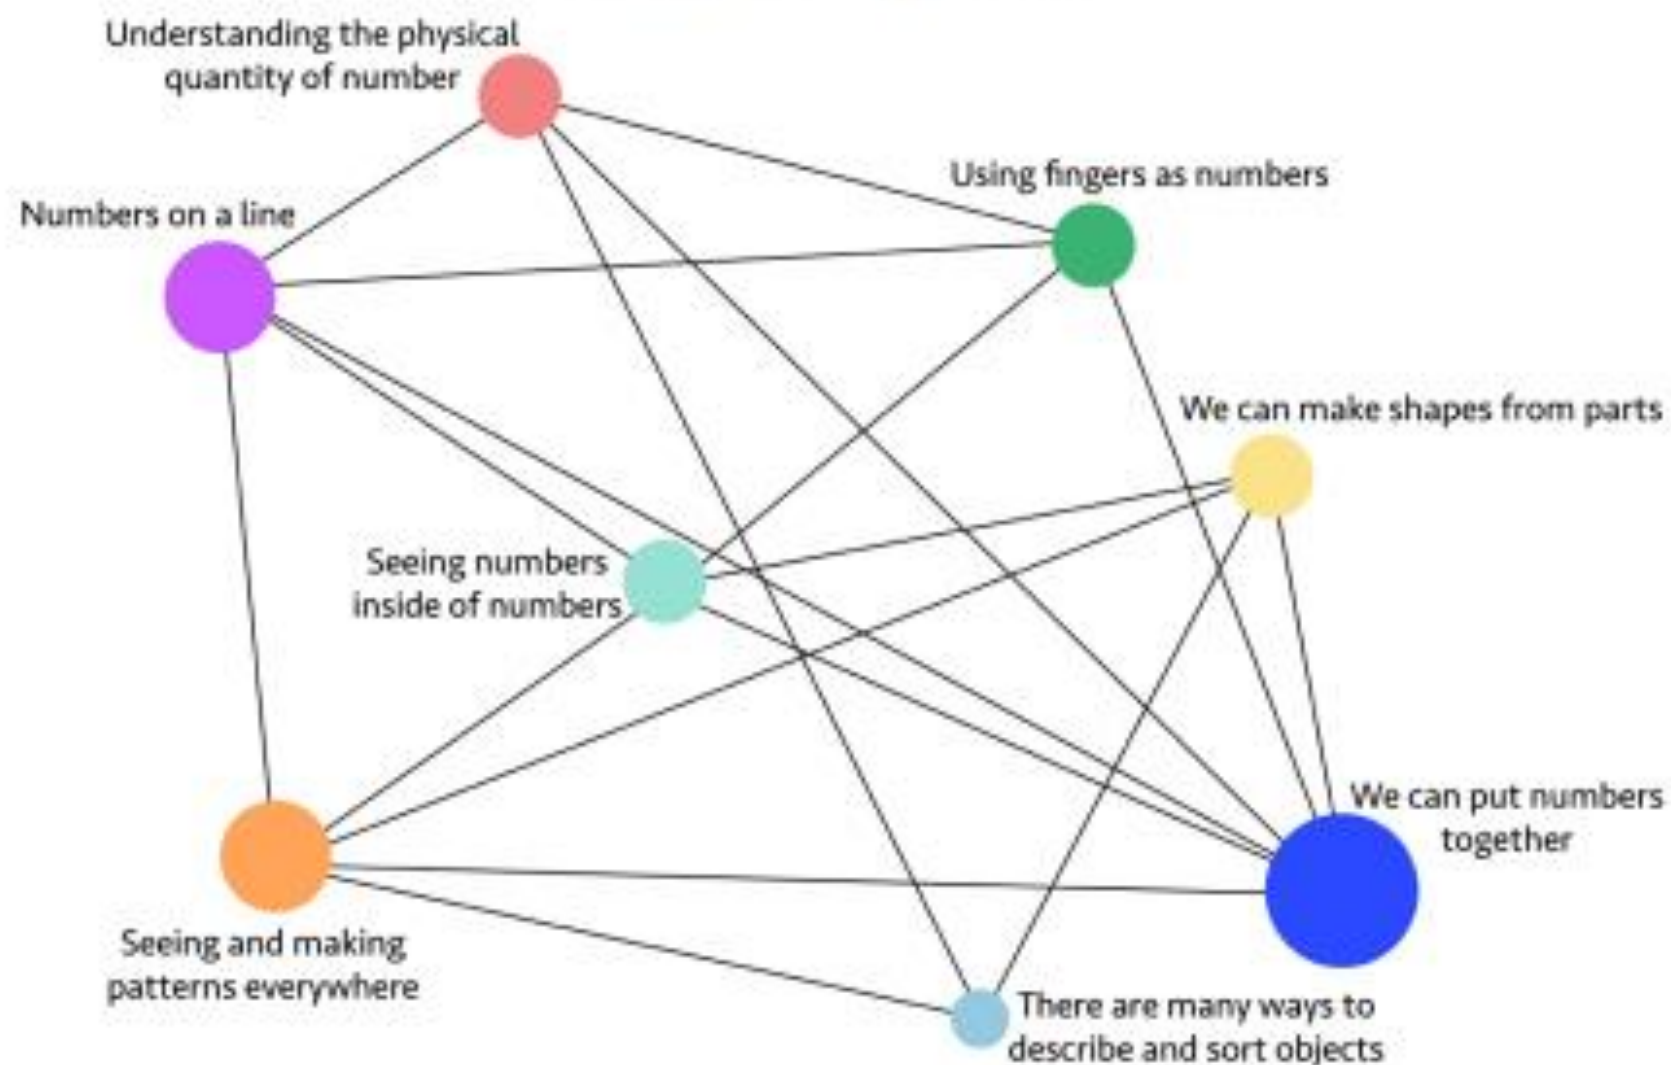 Understanding the physical
quantity of number
Using fingers as numbers
Numbers on a line
We can make shapes from parts
Seeing numbers
inside of numbers
We can put numbers
together
Seeing and making
patterns everywhere
There are many ways to
describe and sort objects